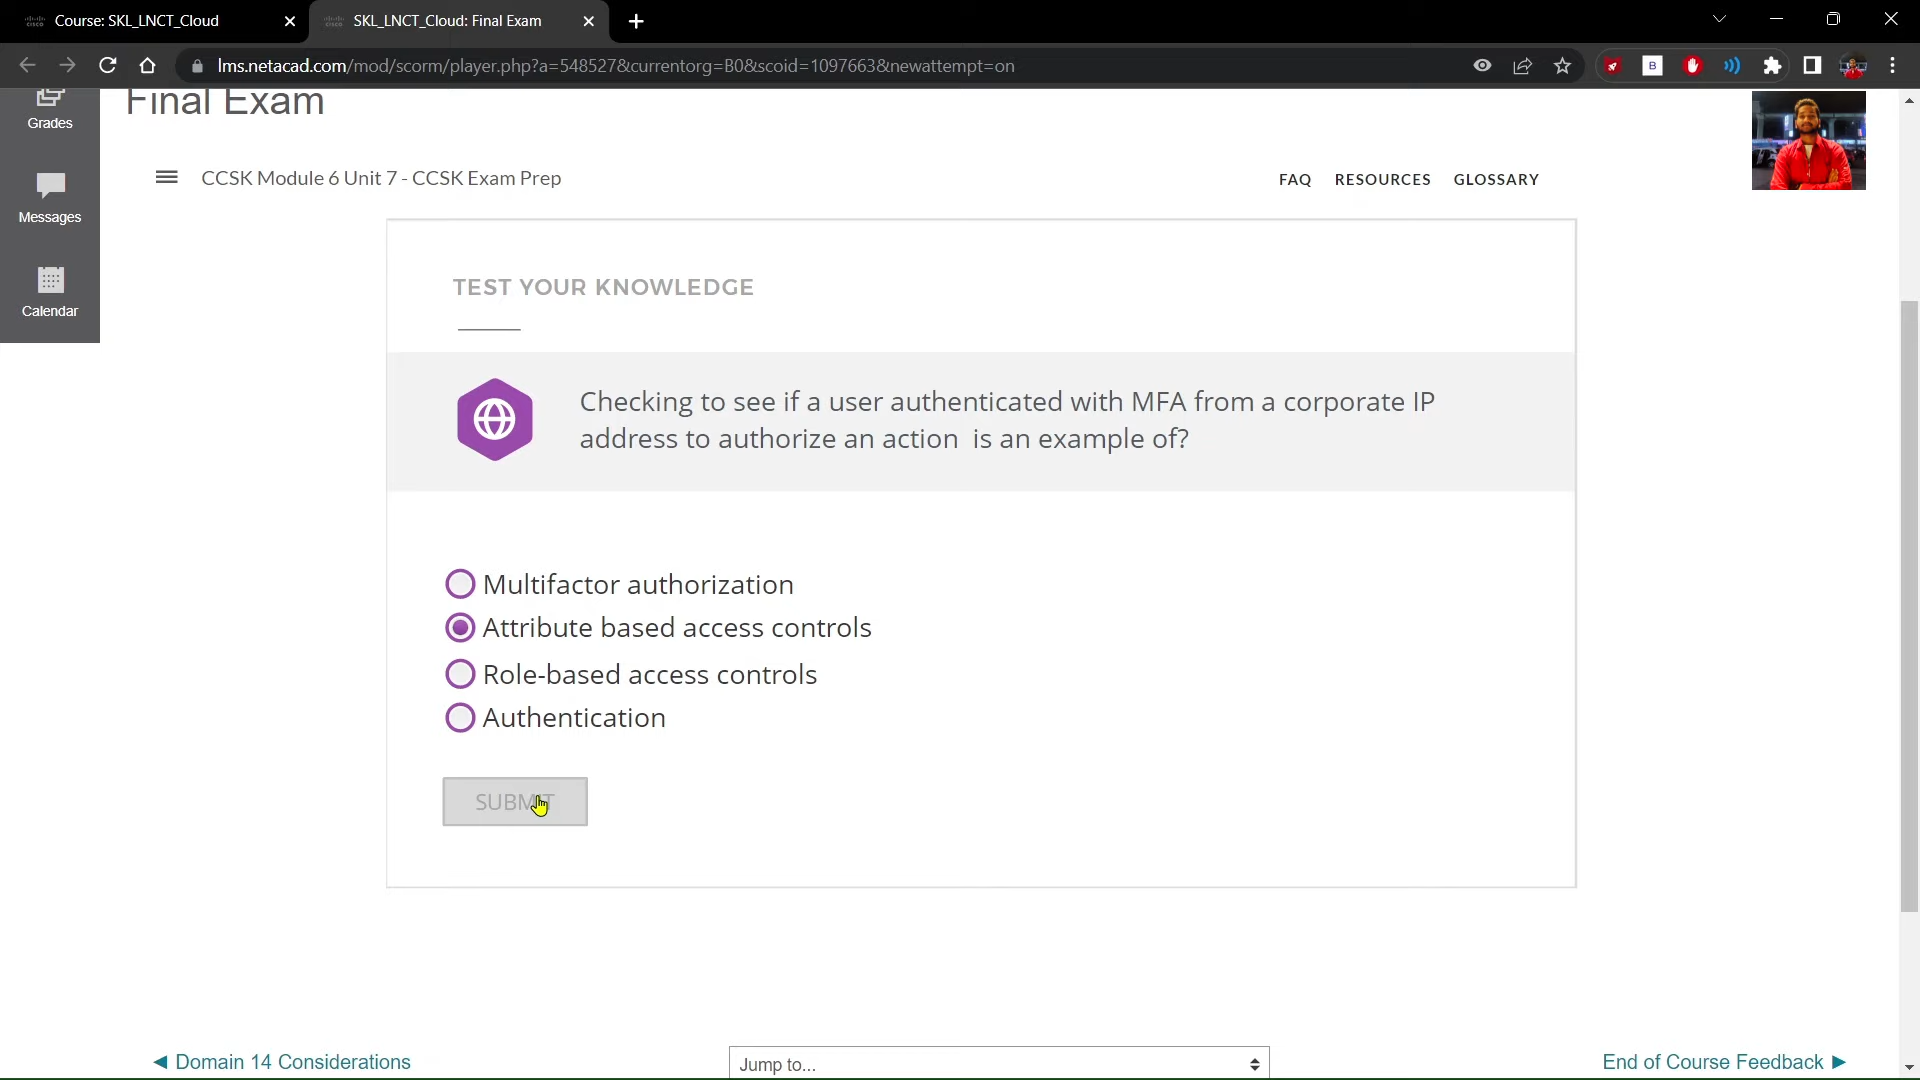 Course: SKL_LNCT_Cloud
SKL_LNCT_Cloud: Final Exam
lms.netacad.com/mod/scorm/player.php?a=548527&currentorg=B0&scoid=1097663&newattempt=on
B
Final Exam
Grades
Messages
Calendar
CCSK Module 6 Unit 7 - CCSK Exam Prep
FAQ RESOURCES GLOSSARY
TEST YOUR KNOWLEDGE
Checking to see if a user authenticated with MFA from a corporate IP
address to authorize an action is an example of?
Multifactor authorization
Attribute based access controls
Role-based access controls
Authentication
SUBMIT
◀ Domain 14 Considerations
Jump to...
End of Course Feedback ▶